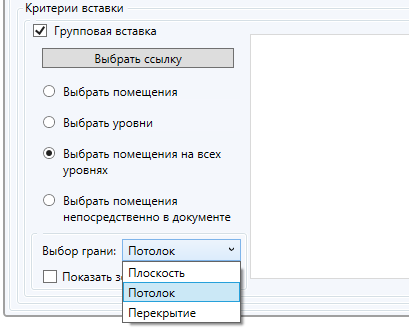 Критерии вставки
Групповая вставка
Выбрать ссылку
Выбрать помещения
Выбрать уровни
Выбрать помещения на всех
уровнях
Выбрать помещения
непосредственно в документе
Выбор грани: Потолок
Плоскость
Показать
Потолок
Перекрытие